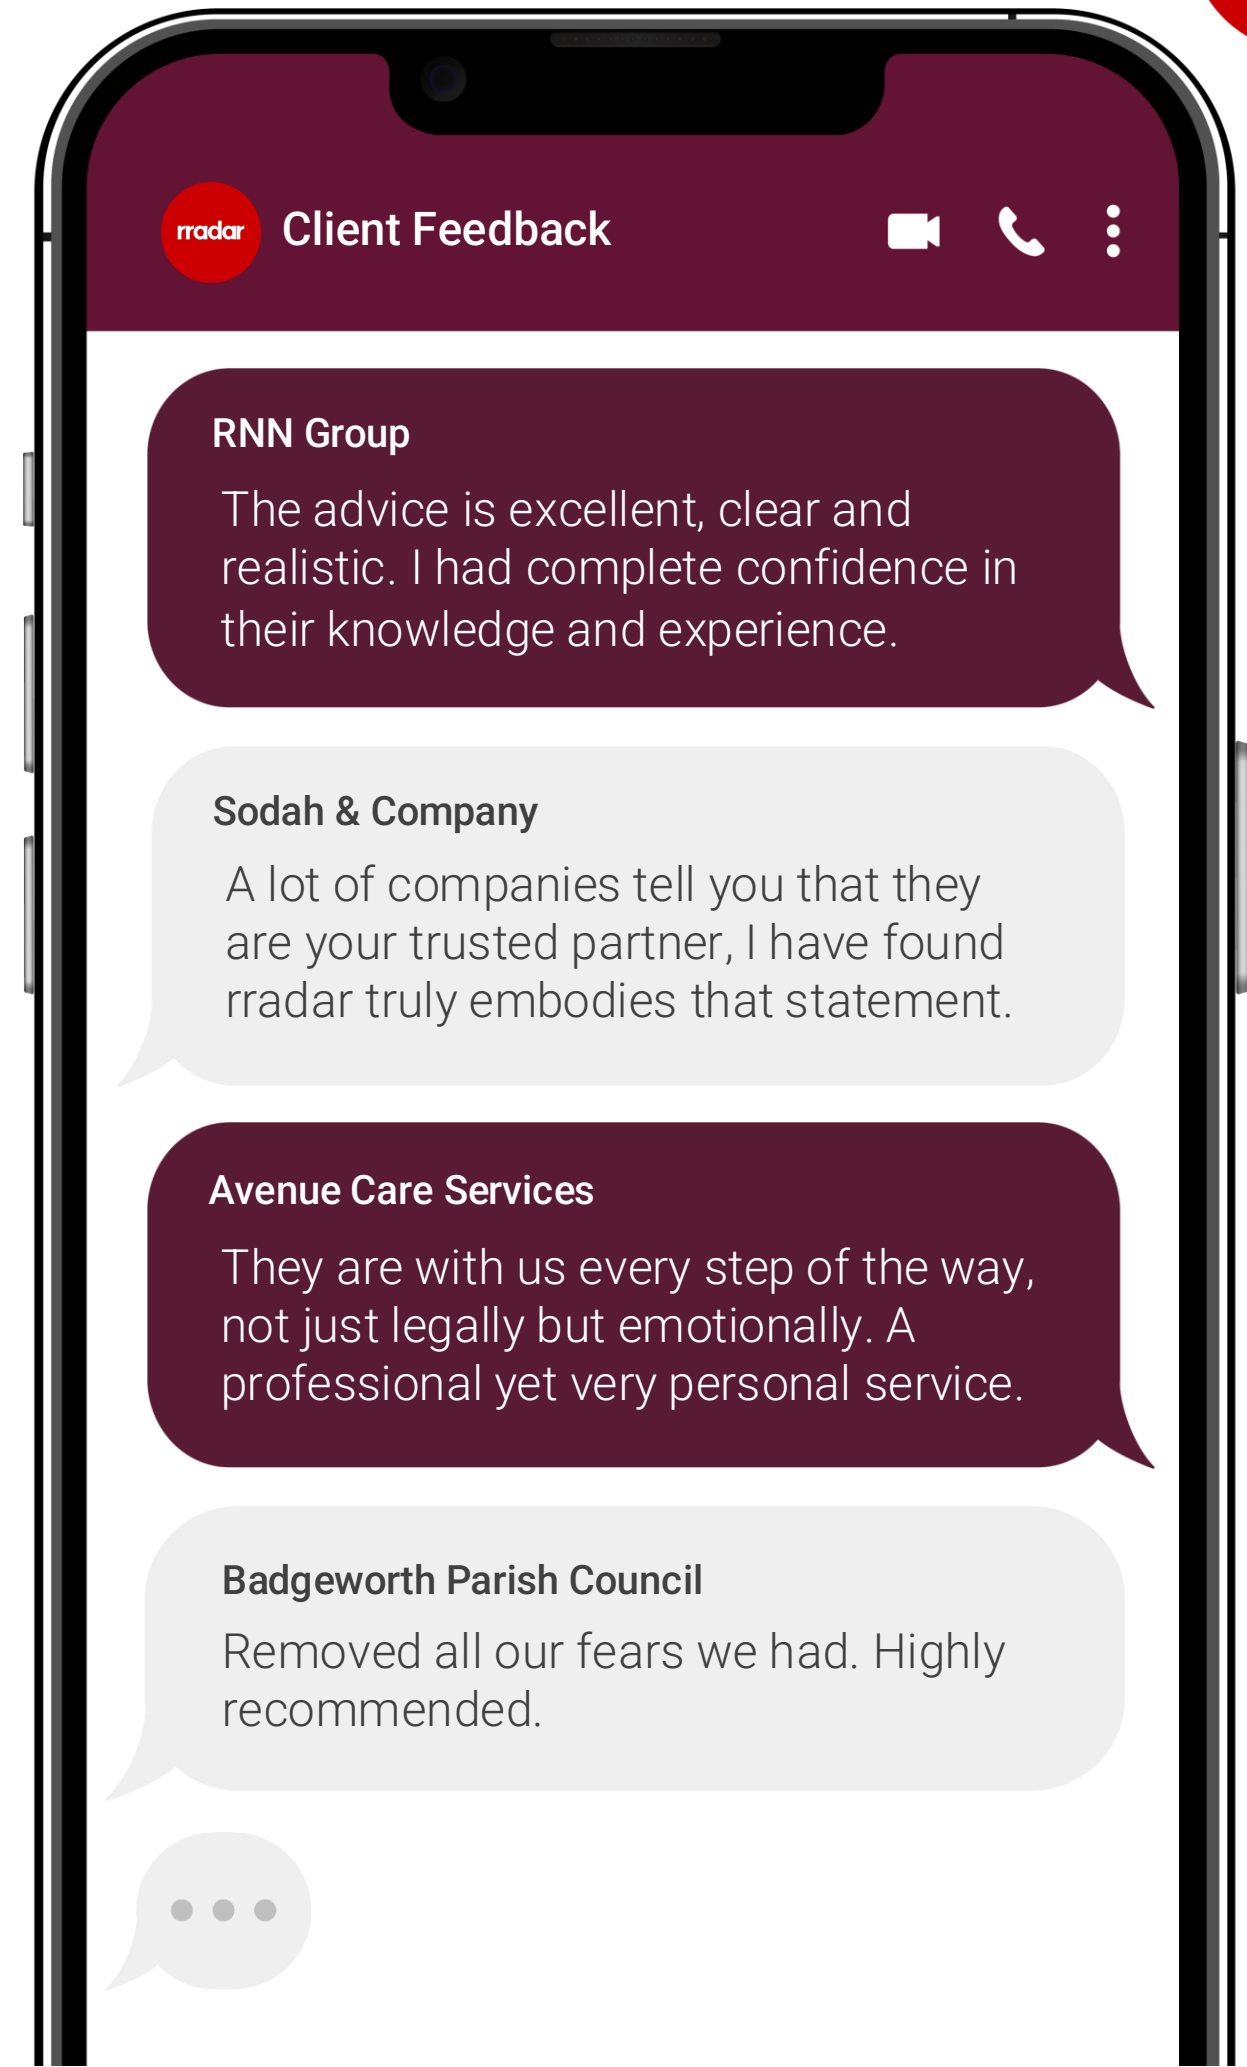 rradar
Client Feedback
RNN Group
The advice is excellent, clear and
realistic. I had complete confidence in
their knowledge and experience.
Sodah & Company
A lot of companies tell you that they
are your trusted partner, I have found
rradar truly embodies that statement.
Avenue Care Services
They are with us every step of the way,
not just legally but emotionally. A
professional yet very personal service.
Badgeworth Parish Council
Removed all our fears we had. Highly
recommended.